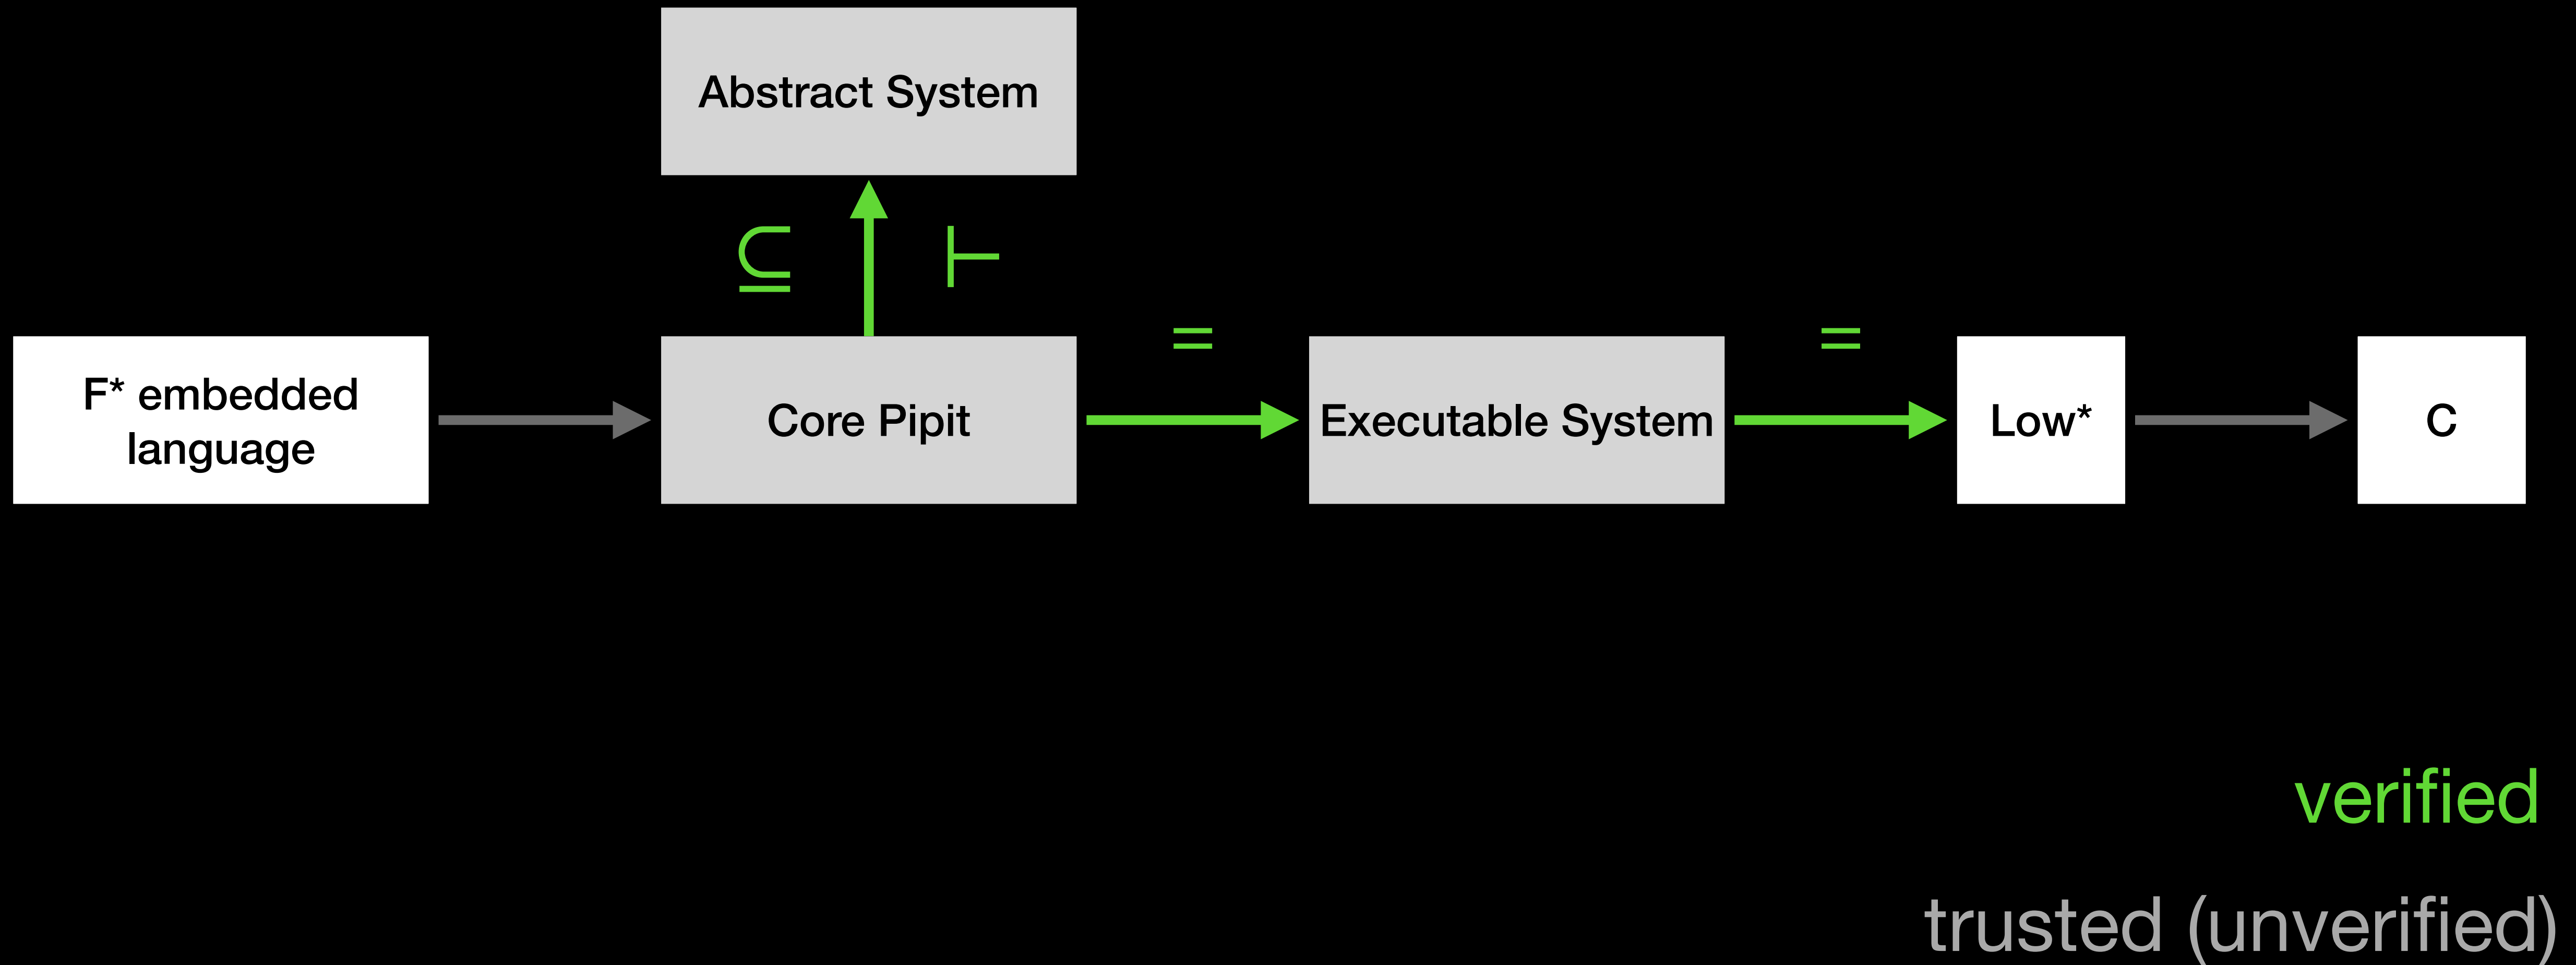 Abstract System
⊆ ⊢
= =
F* embedded
language
Core Pipit
Executable System
Low*
C
verified
trusted (unverified)